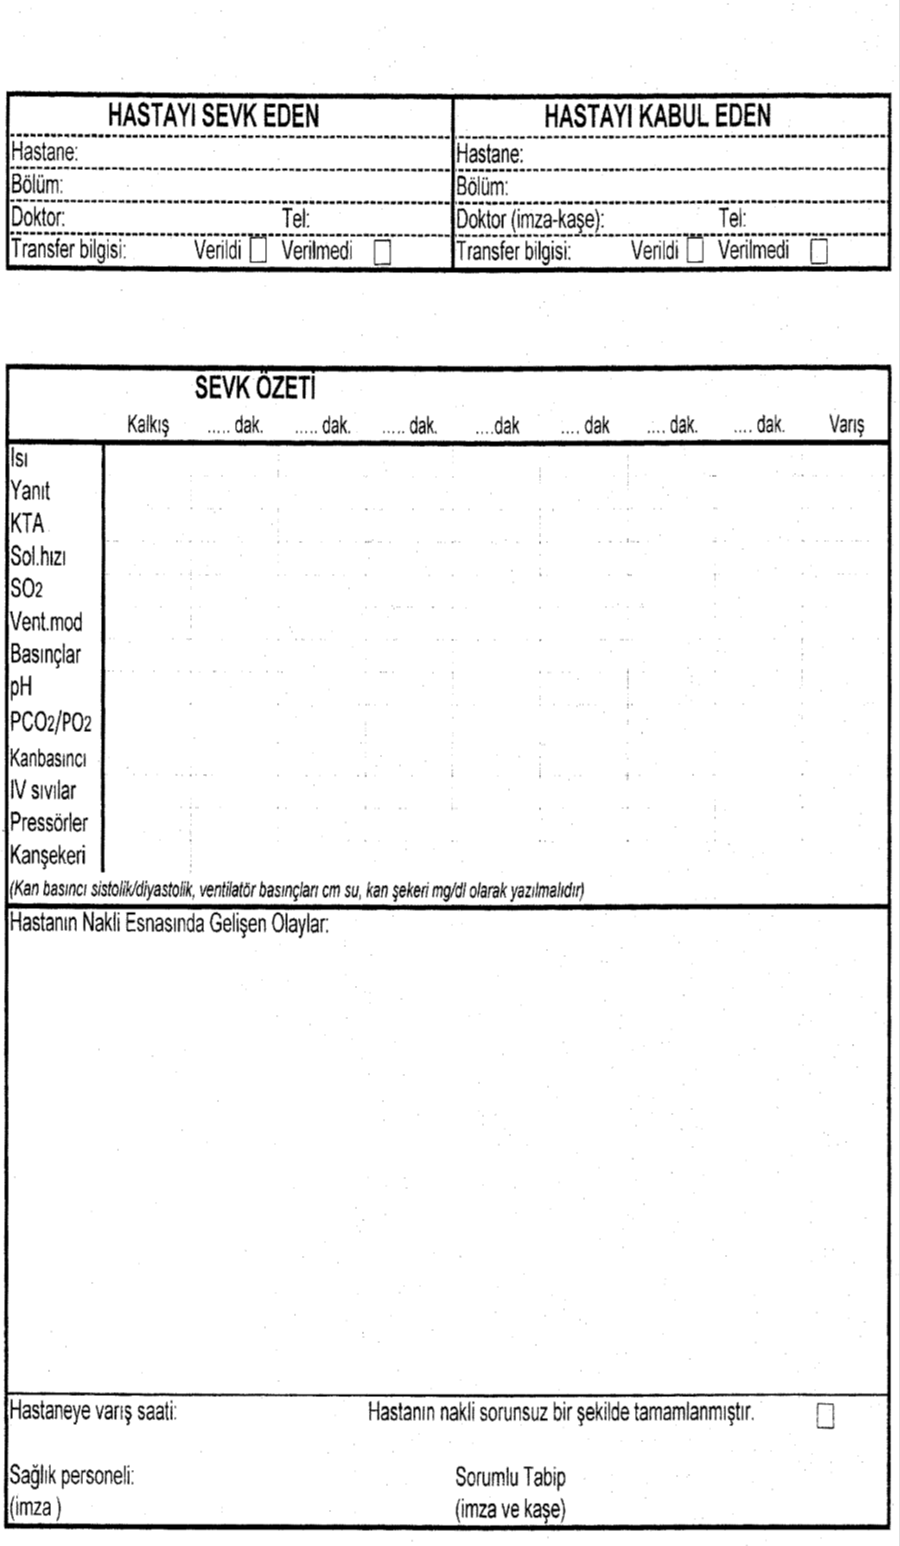 HASTAYI SEVK EDEN
Hastane:
Bölüm:
Doktor: Tel:
Transfer bilgisi: Verildi Verilmedi
HASTAYI KABUL EDEN
Hastane:
Bölüm:
Doktor (imza-kaşe): Tel:
Transfer bilgisi: Verildi Verilmedi
SEVK ÖZETİ
Kalkış ..... dak. ..... dak. ..... dak. ....dak .... dak .... dak. .... dak. Varış
Isı
Yanıt
KTA
Sol.hızı
SO2
Vent.mod
Basınçlar
pH
PCO2/PO2
Kanbasıncı
IV sıvılar
Pressörler
Kanşekeri
(Kan basıncı sistolik/diyastolik, ventilatör basınçları cm su, kan şekeri mg/dl olarak yazılmalıdır)
Hastanın Nakli Esnasında Gelişen Olaylar:
Hastaneye varış saati: Hastanın nakli sorunsuz bir şekilde tamamlanmıştır.
Sağlık personeli: Sorumlu Tabip
(imza ) (imza ve kaşe)